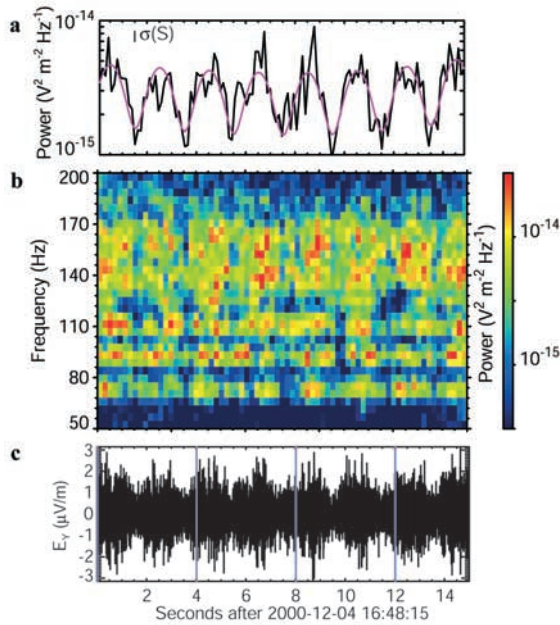 a
10⁻¹⁴
σ(S)
Power (V² m⁻² Hz⁻¹)
10⁻¹⁵
b
200
170
140
110
80
50
Frequency (Hz)
10⁻¹⁴
10⁻¹⁵
Power (V² m⁻² Hz⁻¹)
c
3
2
1
0
-1
-2
-3
E_Y (μV/m)
2 4 6 8 10 12 14
Seconds after 2000-12-04 16:48:15